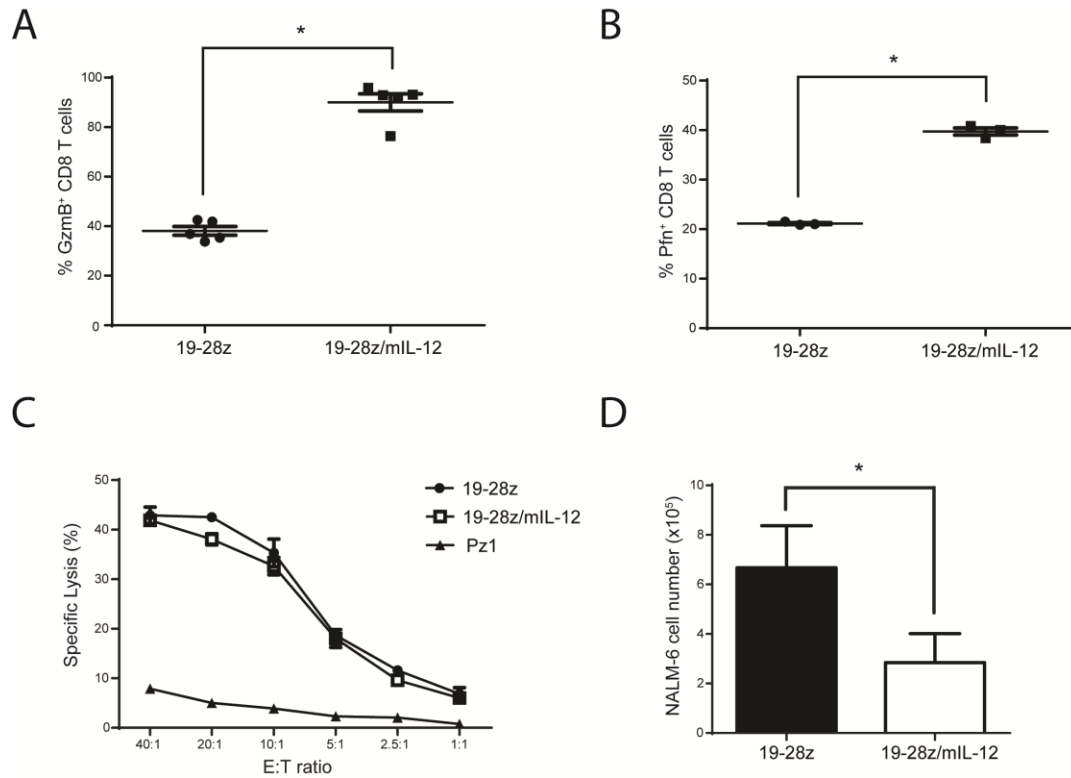 A
*
% GzmB⁺ CD8 T cells
100
80
60
40
20
0
19-28z
19-28z/mIL-12
B
*
% Pfn⁺ CD8 T cells
50
40
30
20
10
0
19-28z
19-28z/mIL-12
C
Specific Lysis (%)
50
40
30
20
10
0
40:1
20:1
10:1
5:1
2.5:1
1:1
E:T ratio
19-28z
19-28z/mIL-12
Pz1
D
*
NALM-6 cell number (x10⁵)
10
8
6
4
2
0
19-28z
19-28z/mIL-12